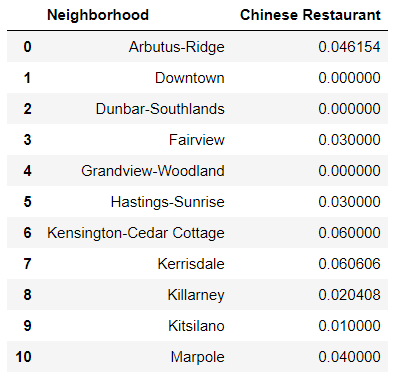 Neighborhood Chinese Restaurant
0 Arbutus-Ridge 0.046154
1 Downtown 0.000000
2 Dunbar-Southlands 0.000000
3 Fairview 0.030000
4 Grandview-Woodland 0.000000
5 Hastings-Sunrise 0.030000
6 Kensington-Cedar Cottage 0.060000
7 Kerrisdale 0.060606
8 Killarney 0.020408
9 Kitsilano 0.010000
10 Marpole 0.040000